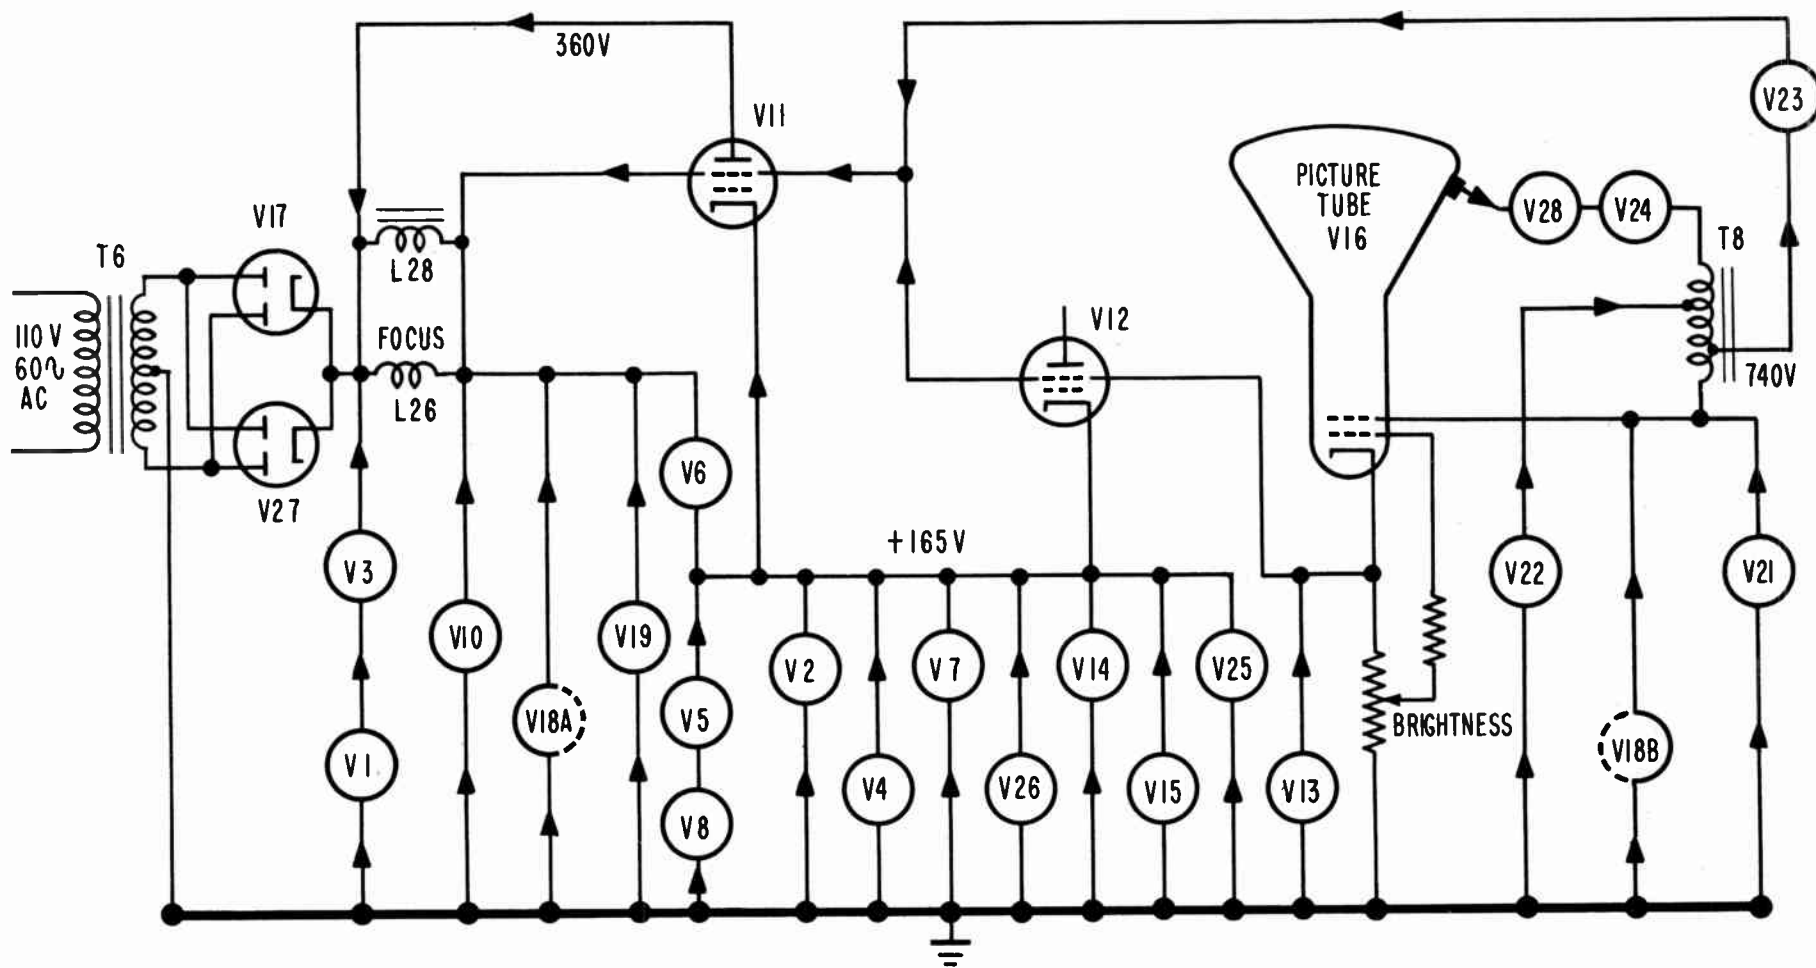 360V
V11
V23
PICTURE
TUBE
V16
V28
V24
V17
T8
T6
L28
V12
110V
60∿
AC
FOCUS
740V
L26
V6
V27
+165V
V3
V22
V21
V10
V19
V2
V7
V14
V25
V18A
V5
BRIGHTNESS
V18B
V1
V8
V4
V26
V15
V13